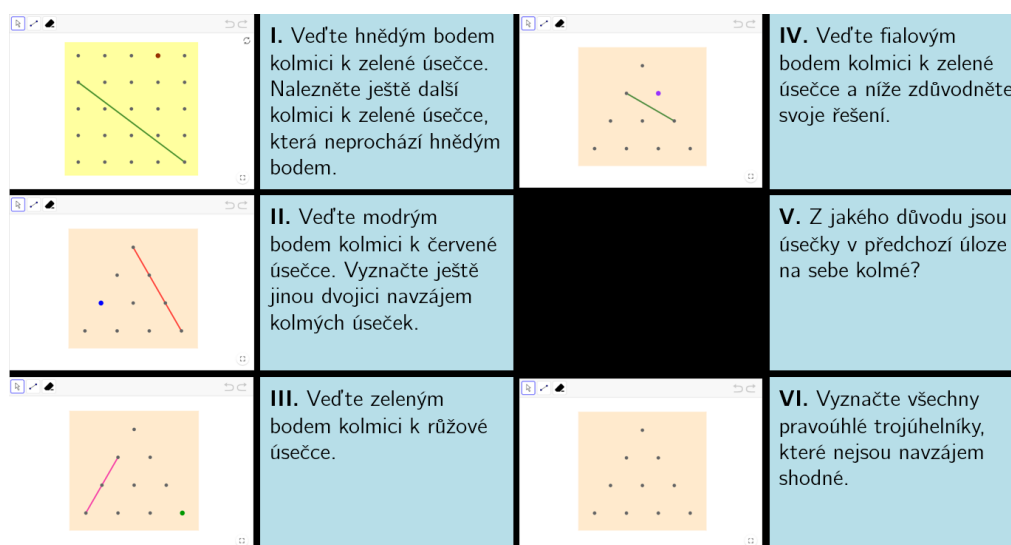 I. Veďte hnědým bodem
kolmici k zelené úsečce.
Nalezněte ještě další
kolmici k zelené úsečce,
která neprochází hnědým
bodem.
IV. Veďte fialovým
bodem kolmici k zelené
úsečce a níže zdůvodněte
svoje řešení.
II. Veďte modrým
bodem kolmici k červené
úsečce. Vyznačte ještě
jinou dvojici navzájem
kolmých úseček.
V. Z jakého důvodu jsou
úsečky v předchozí úloze
na sebe kolmé?
III. Veďte zeleným
bodem kolmici k růžové
úsečce.
VI. Vyznačte všechny
pravoúhlé trojúhelníky,
které nejsou navzájem
shodné.